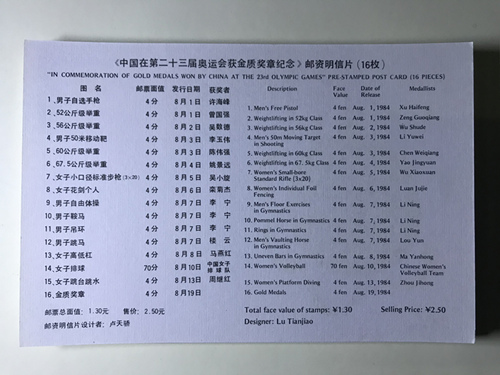 《中国在第二十三届奥运会获金质奖章纪念》邮资明信片(16枚)
"IN COMMEMORATION OF GOLD MEDALS WON BY CHINA AT THE 23rd OLYMPIC GAMES" PRE-STAMPED POST CARD (16 PIECES)
图 名 邮票面值 发行日期 获奖者
1、男子自选手枪 4分 8月1日 许海峰
2、52公斤级举重 4分 8月1日 曾国强
3、56公斤级举重 4分 8月2日 吴数德
4、男子50米移动靶 4分 8月3日 李玉伟
5、60公斤级举重 4分 8月3日 陈伟强
6、67.5公斤级举重 4分 8月4日 姚景远
7、女子小口径标准步枪(3×20) 4分 8月5日 吴小旋
8、女子花剑个人 4分 8月6日 栾菊杰
9、男子自由体操 4分 8月7日 李 宁
10、男子鞍马 4分 8月7日 李 宁
11、男子吊环 4分 8月7日 李 宁
12、男子跳马 4分 8月7日 楼 云
13、女子高低杠 4分 8月8日 马燕红
14、女子排球 70分 8月10日 中国女子排球队
15、女子跳台跳水 4分 8月13日 周继红
16、金质奖章 4分 8月19日
邮票总面值:1.30元 售价:2.50元
邮资明信片设计者:卢天骄
Description Face Value Date of Release Medallists
1. Men's Free Pistol 4 fen Aug. 1, 1984 Xu Haifeng
2. Weightlifting in 52kg Class 4 fen Aug. 1, 1984 Zeng Guoqiang
3. Weightlifting in 56kg Class 4 fen Aug. 2, 1984 Wu Shude
4. Men's 50m Moving Target in Shooting 4 fen Aug. 3, 1984 Li Yuwei
5. Weightlifting in 60kg Class 4 fen Aug. 3, 1984 Chen Weiqiang
6. Weightlifting in 67.5kg Class 4 fen Aug. 4, 1984 Yao Jingyuan
7. Women's Small-bore Standard Rifle (3×20) 4 fen Aug. 5, 1984 Wu Xiaoxuan
8. Women's Individual Foil Fencing 4 fen Aug. 6, 1984 Luan Jujie
9. Men's Floor Exercises in Gymnastics 4 fen Aug. 7, 1984 Li Ning
10. Pommel Horse in Gymnastics 4 fen Aug. 7, 1984 Li Ning
11. Rings in Gymnastics 4 fen Aug. 7, 1984 Li Ning
12. Men's Vaulting Horse in Gymnastics 4 fen Aug. 7, 1984 Lou Yun
13. Uneven Bars in Gymnastics 4 fen Aug. 8, 1984 Ma Yanhong
14. Women's Volleyball 70 fen Aug. 10, 1984 Chinese Women's Volleyball Team
15. Women's Platform Diving 4 fen Aug. 13, 1984 Zhou Jihong
16. Gold Medals 4 fen Aug. 19, 1984
Total face value of stamps: ¥1.30 Selling Price: ¥2.50
Designer: Lu Tianjiao